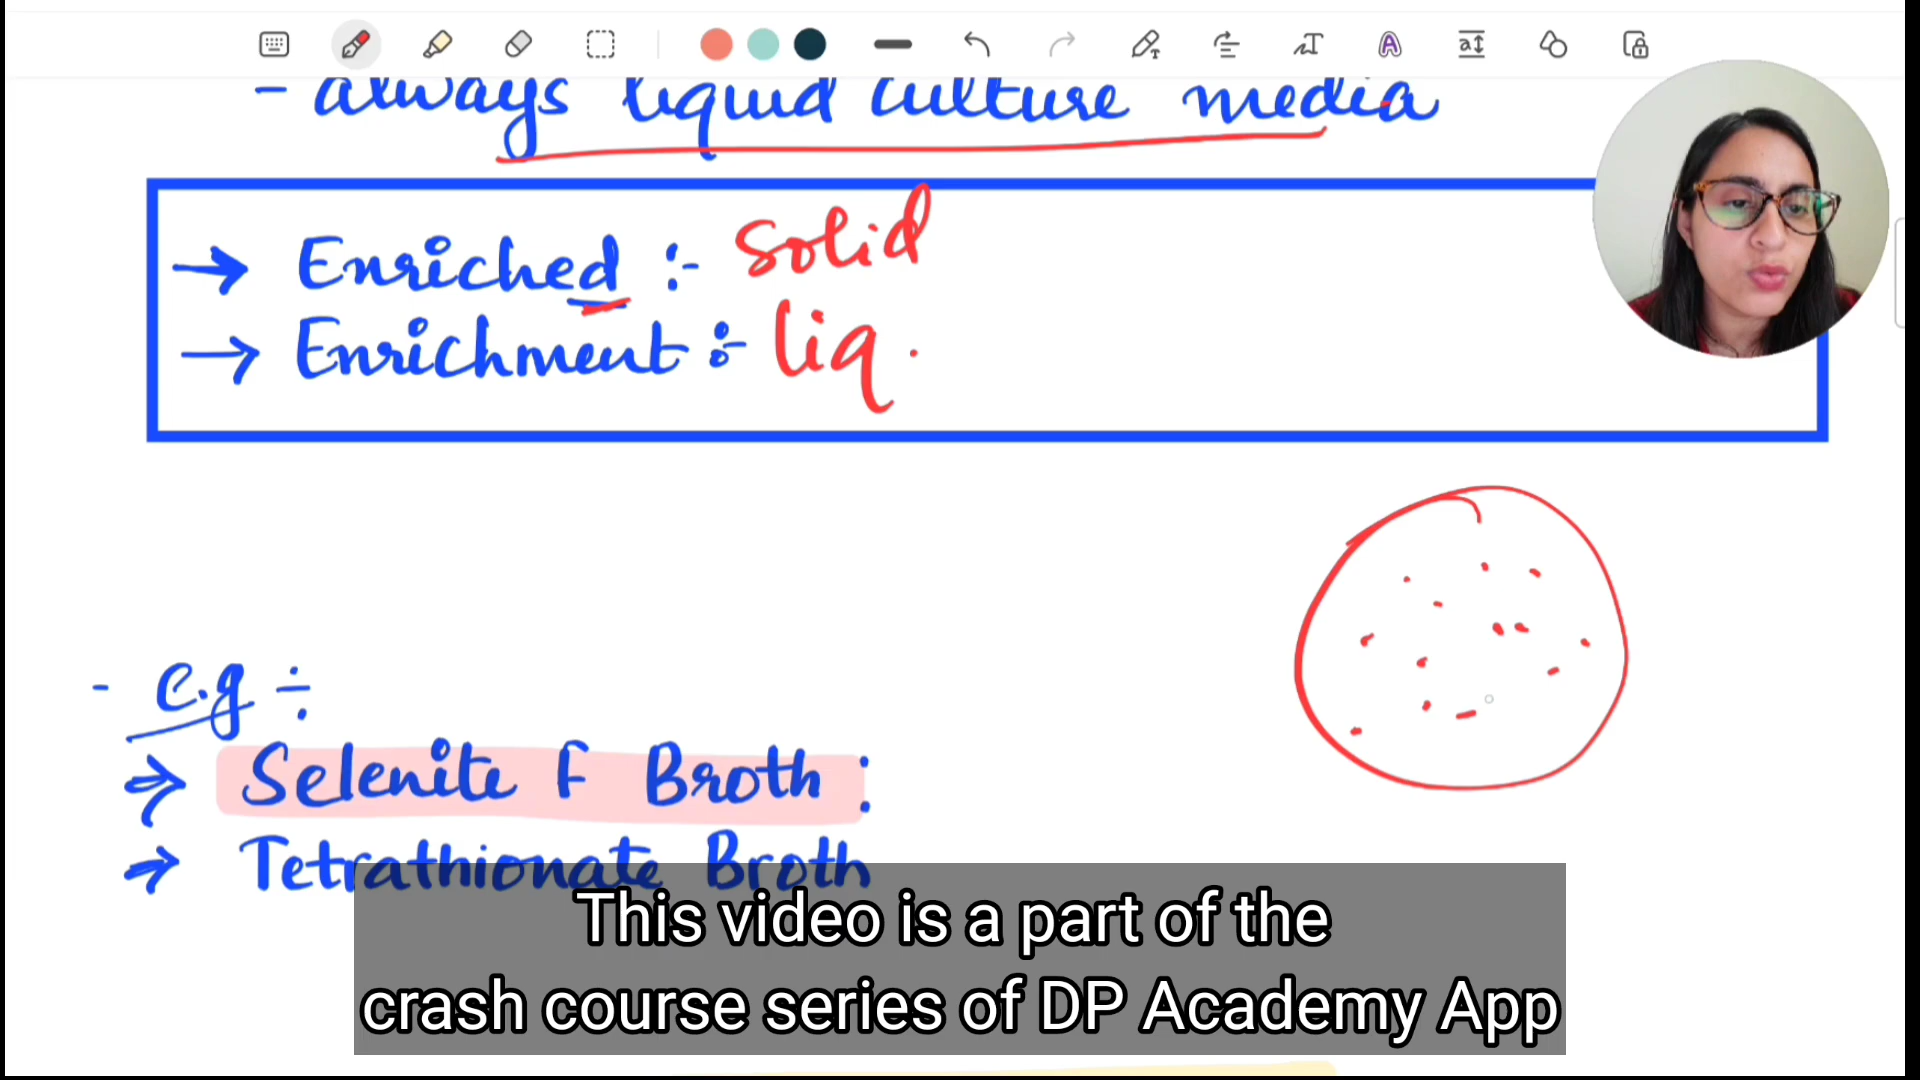 - always liquid culture media
→ Enriched :- Solid
→ Enrichment :- liq.
- e.g ÷
→ Selenite F Broth :
→ Tetrathionate Broth
This video is a part of the
crash course series of DP Academy App